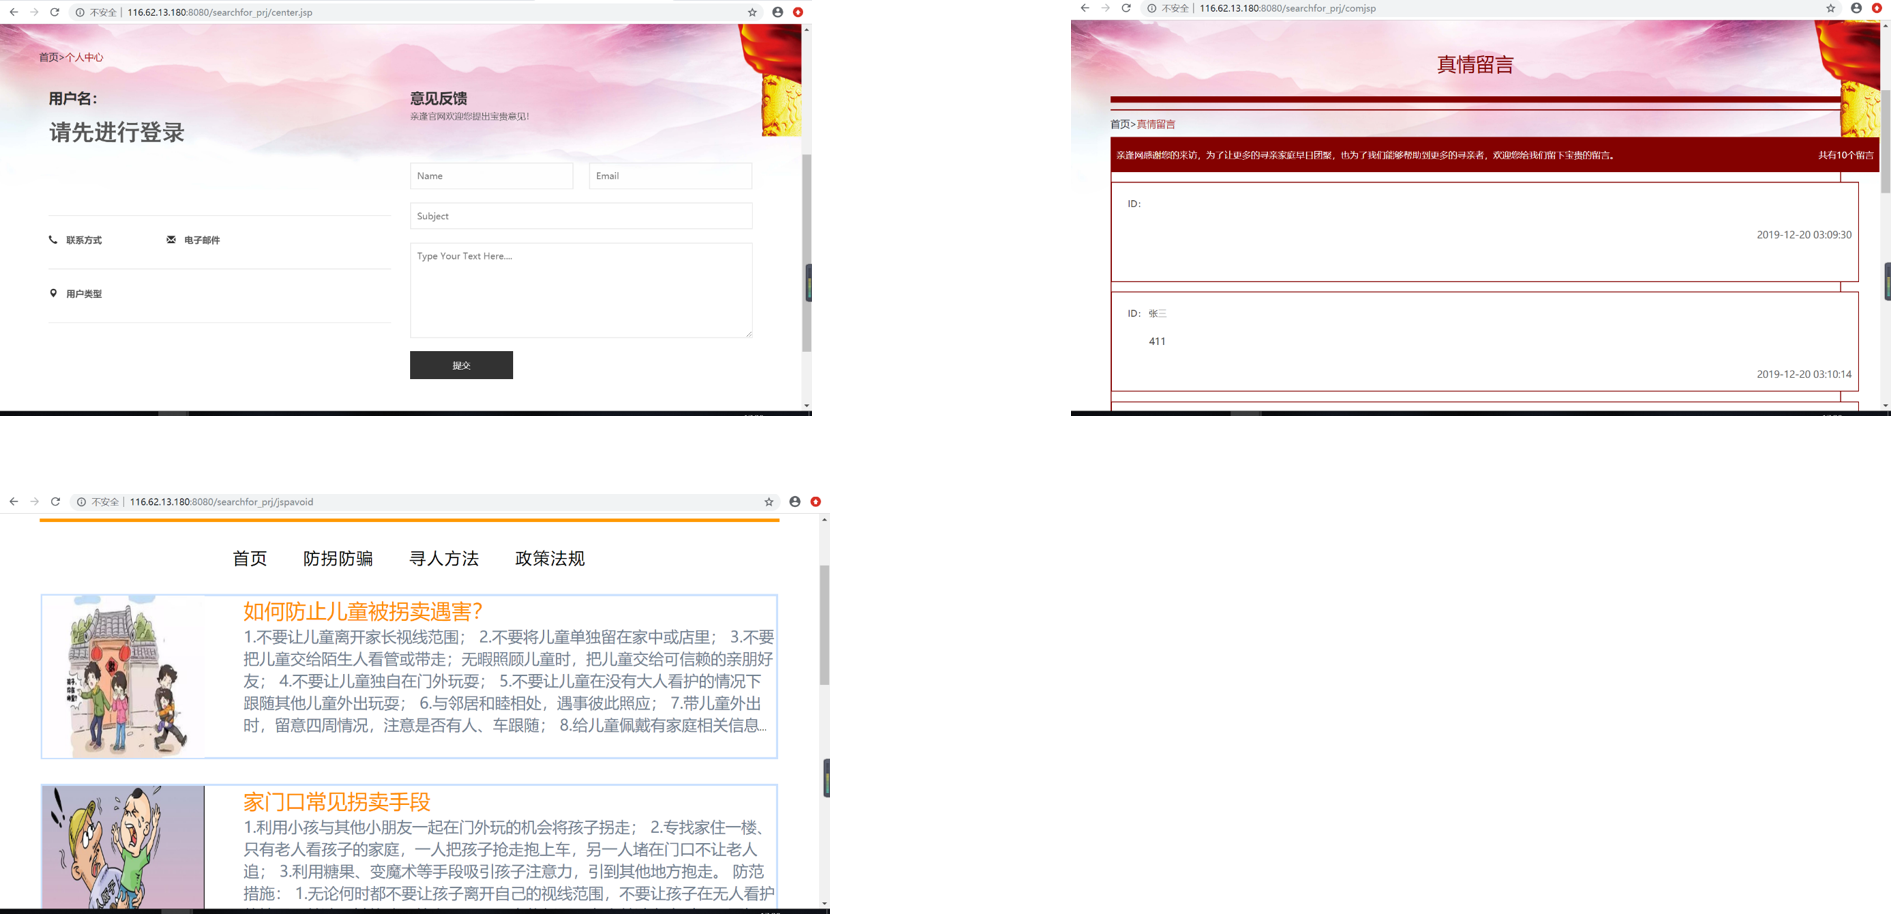 不安全 | 116.62.13.180:8080/searchfor_prj/center.jsp
首页>个人中心
用户名：
请先进行登录
联系方式
电子邮件
用户类型
意见反馈
亲逢官网欢迎您提出宝贵意见！
Name
Email
Subject
Type Your Text Here....
提交
不安全 | 116.62.13.180:8080/searchfor_prj/comjsp
真情留言
首页>真情留言
亲逢网感谢您的来访，为了让更多的寻亲家庭早日团聚，也为了我们能够帮助到更多的寻亲者，欢迎您给我们留下宝贵的留言。
共有10个留言
ID：
2019-12-20 03:09:30
ID： 张三
411
2019-12-20 03:10:14
不安全 | 116.62.13.180:8080/searchfor_prj/jspavoid
首页 防拐防骗 寻人方法 政策法规
如何防止儿童被拐卖遇害？
1.不要让儿童离开家长视线范围； 2.不要将儿童单独留在家中或店里； 3.不要
把儿童交给陌生人看管或带走；无暇照顾儿童时，把儿童交给可信赖的亲朋好
友； 4.不要让儿童独自在门外玩耍； 5.不要让儿童在没有大人看护的情况下
跟随其他儿童外出玩耍； 6.与邻居和睦相处，遇事彼此照应； 7.带儿童外出
时，留意四周情况，注意是否有人、车跟随； 8.给儿童佩戴有家庭相关信息...
家门口常见拐卖手段
1.利用小孩与其他小朋友一起在门外玩的机会将孩子拐走； 2.专找家住一楼、
只有老人看孩子的家庭，一人把孩子抢走抱上车，另一人堵在门口不让老人
追； 3.利用糖果、变魔术等手段吸引孩子注意力，引到其他地方抱走。 防范
措施： 1.无论何时都不要让孩子离开自己的视线范围，不要让孩子在无人看护